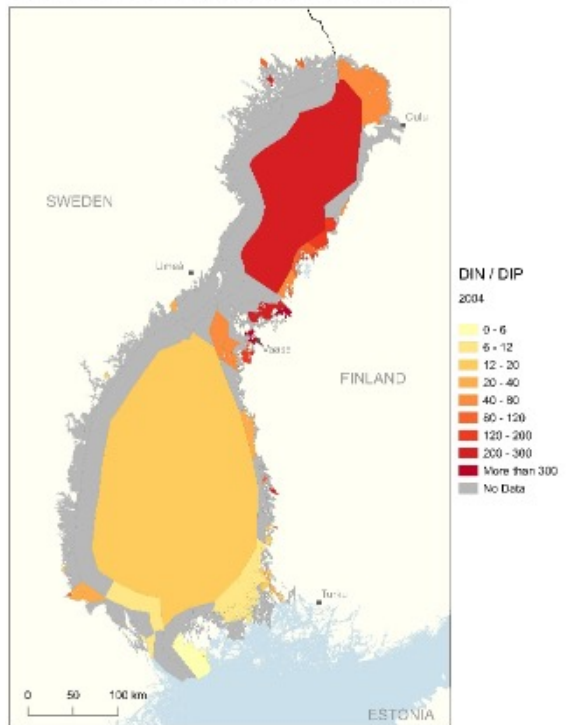 Oulu
SWEDEN
Umeå
DIN / DIP
2004
0 - 6
6 - 12
Vaasa
12 - 20
FINLAND
20 - 40
40 - 80
80 - 120
120 - 200
200 - 300
More than 300
No Data
Turku
0 50 100 km
ESTONIA